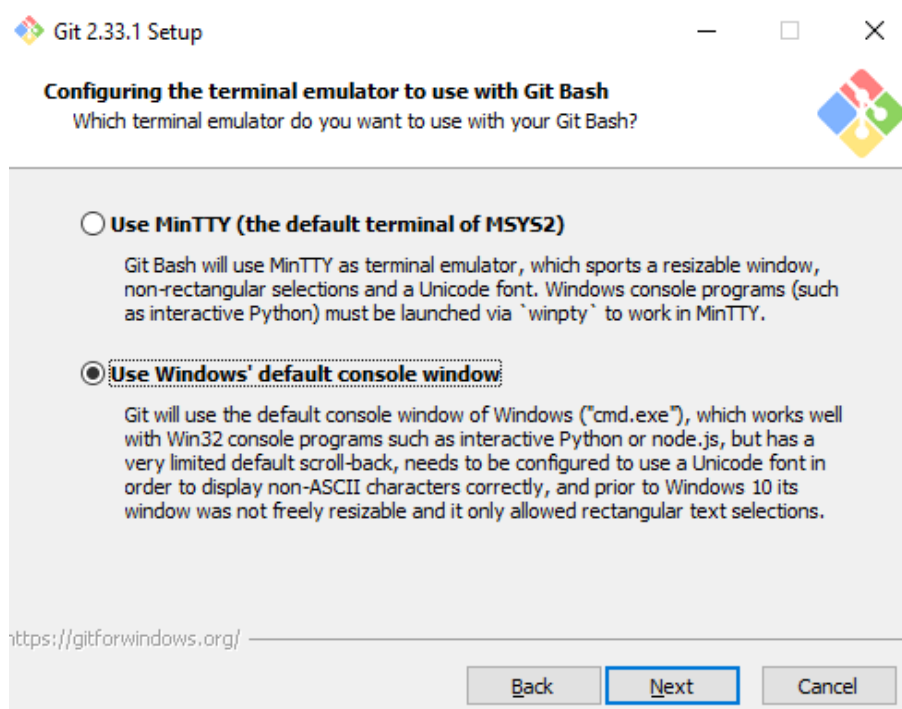 Git 2.33.1 Setup
Configuring the terminal emulator to use with Git Bash
Which terminal emulator do you want to use with your Git Bash?
Use MinTTY (the default terminal of MSYS2)
Git Bash will use MinTTY as terminal emulator, which sports a resizable window,
non-rectangular selections and a Unicode font. Windows console programs (such
as interactive Python) must be launched via `winpty` to work in MinTTY.
Use Windows' default console window
Git will use the default console window of Windows ("cmd.exe"), which works well
with Win32 console programs such as interactive Python or node.js, but has a
very limited default scroll-back, needs to be configured to use a Unicode font in
order to display non-ASCII characters correctly, and prior to Windows 10 its
window was not freely resizable and it only allowed rectangular text selections.
https://gitforwindows.org/
Back
Next
Cancel